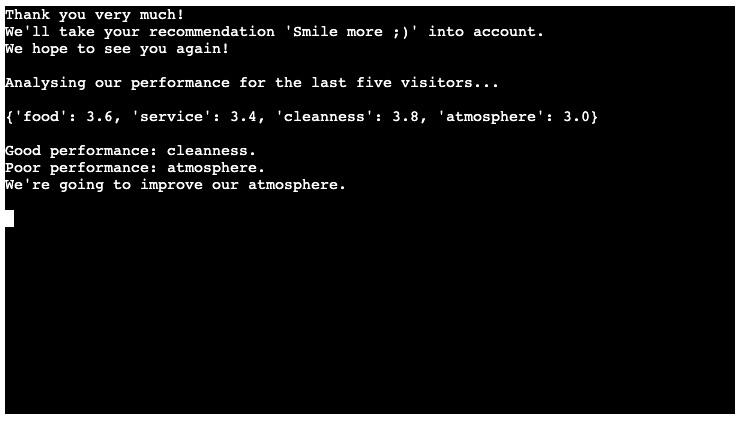 Thank you very much!
We'll take your recommendation 'Smile more ;)' into account.
We hope to see you again!
Analysing our performance for the last five visitors...
{'food': 3.6, 'service': 3.4, 'cleanness': 3.8, 'atmosphere': 3.0}
Good performance: cleanness.
Poor performance: atmosphere.
We're going to improve our atmosphere.